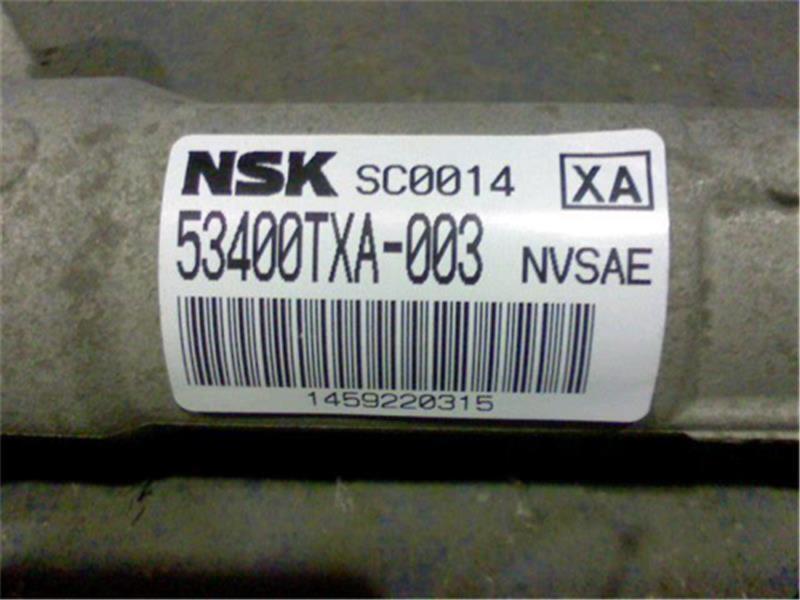 NSK SC0014 XA
53400TXA-003 NVSAE
1459220315